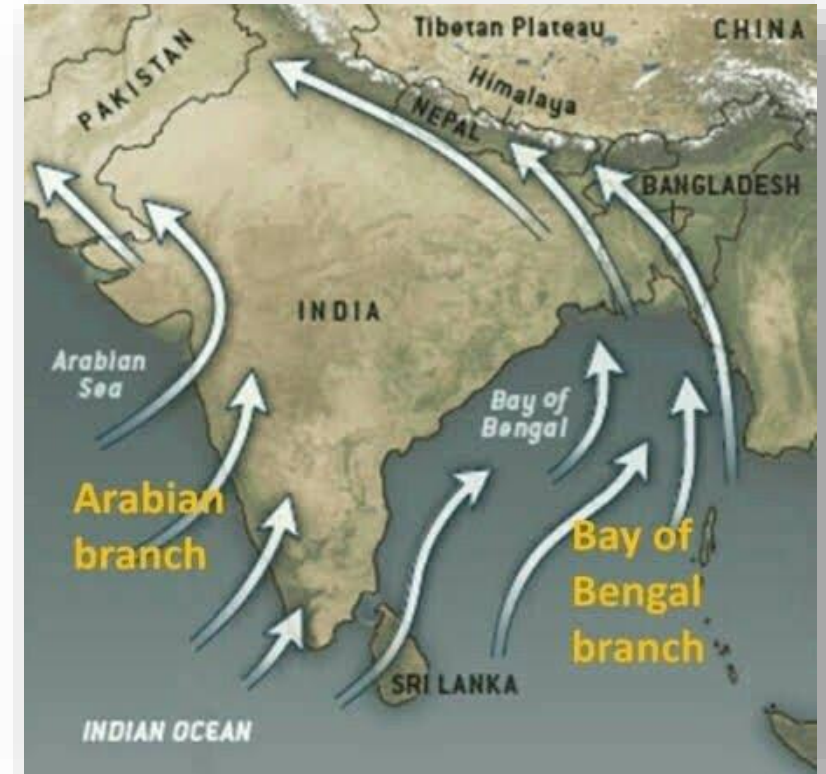 Tibetan Plateau
CHINA
PAKISTAN
Himalaya
NEPAL
BANGLADESH
INDIA
Arabian
Sea
Bay of
Bengal
Arabian
branch
Bay of
Bengal
branch
SRI LANKA
INDIAN OCEAN